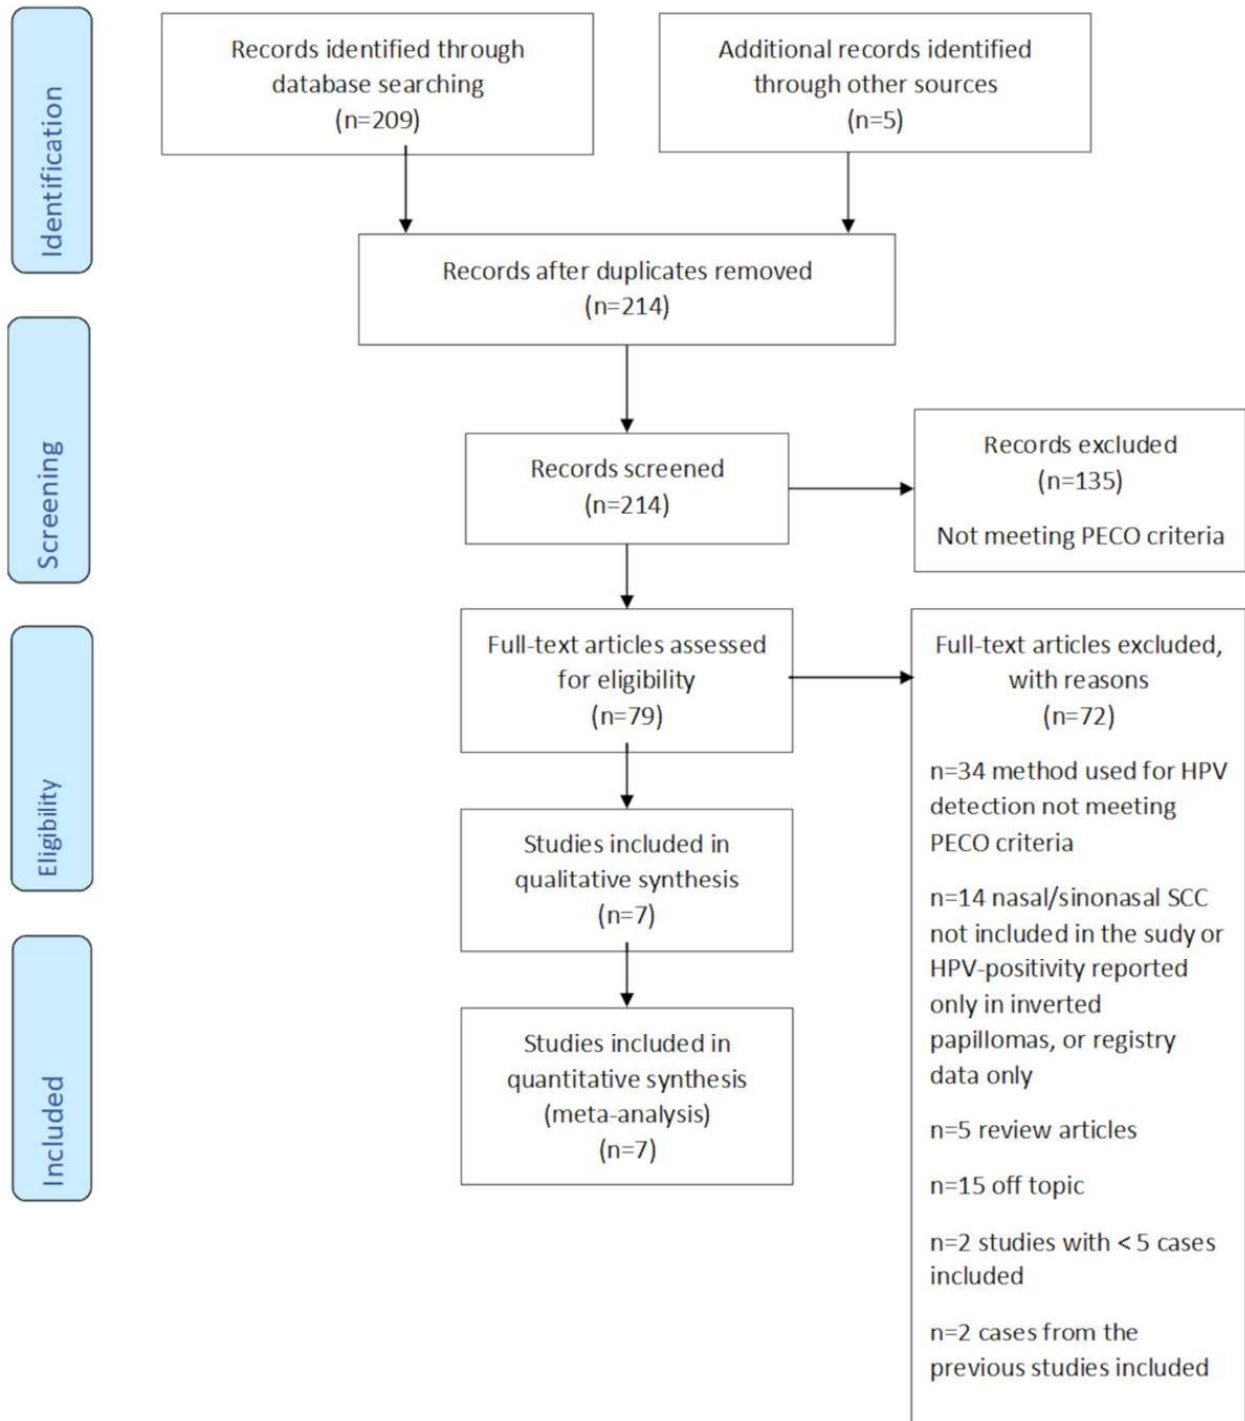 Identification
Records identified through
database searching
(n=209)
Additional records identified
through other sources
(n=5)
Records after duplicates removed
(n=214)
Screening
Records screened
(n=214)
Records excluded
(n=135)
Not meeting PECO criteria
Eligibility
Full-text articles assessed
for eligibility
(n=79)
Full-text articles excluded,
with reasons
(n=72)
n=34 method used for HPV
detection not meeting
PECO criteria
n=14 nasal/sinonasal SCC
not included in the sudy or
HPV-positivity reported
only in inverted
papillomas, or registry
data only
n=5 review articles
n=15 off topic
n=2 studies with < 5 cases
included
n=2 cases from the
previous studies included
Studies included in
qualitative synthesis
(n=7)
Included
Studies included in
quantitative synthesis
(meta-analysis)
(n=7)